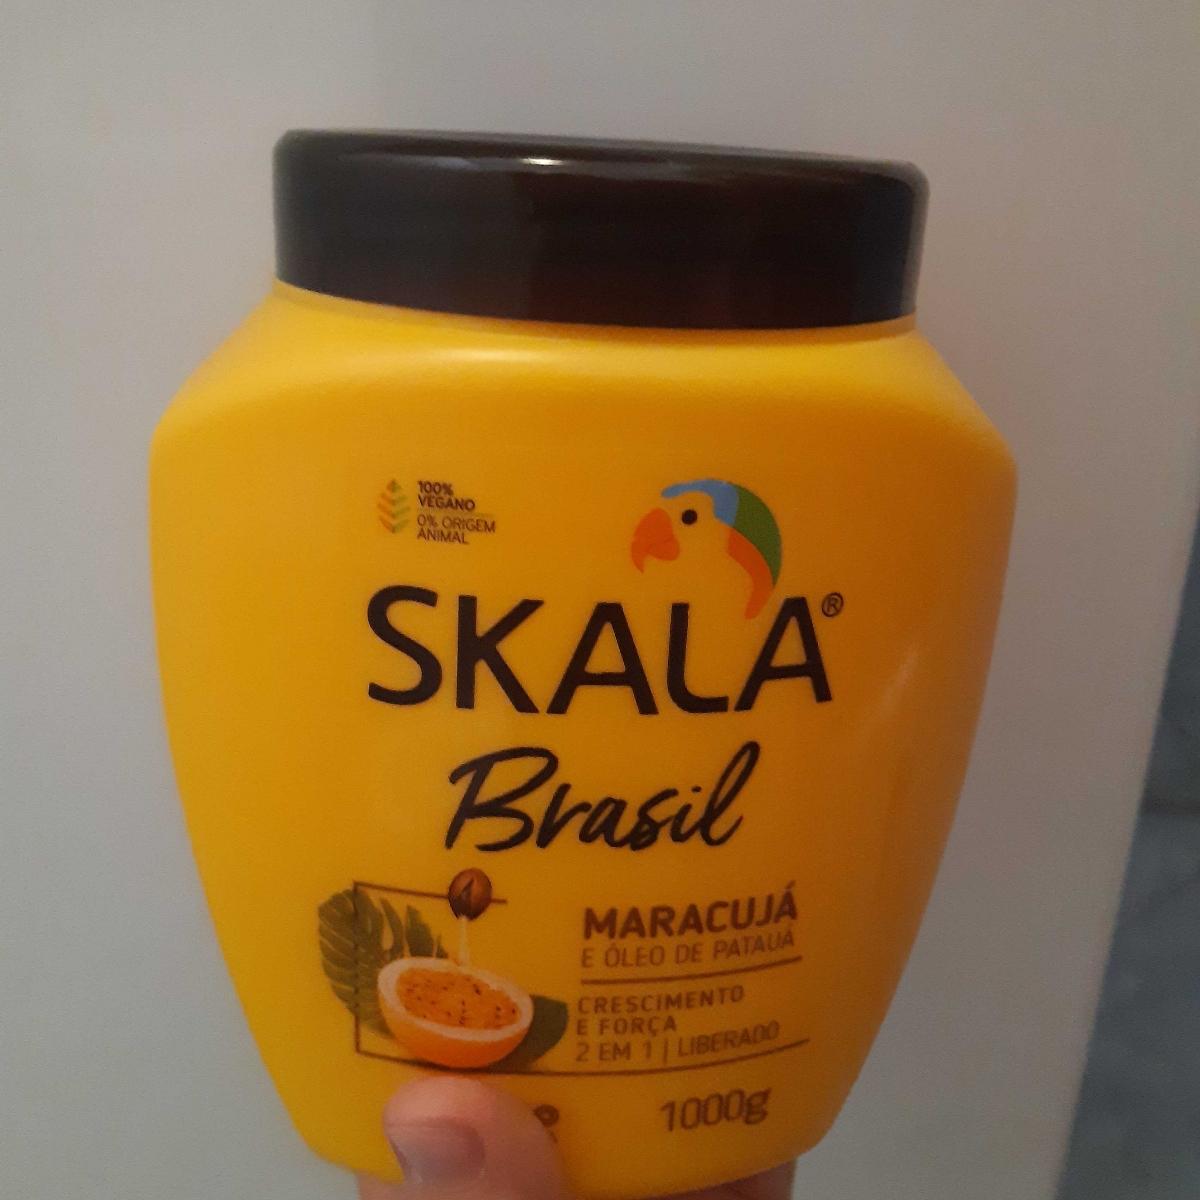 100%
VEGANO
0% ORIGEM
ANIMAL
SKALA®
Brasil
MARACUJÁ
E ÓLEO DE PATAUÁ
CRESCIMENTO
E FORÇA
2 EM 1 | LIBERADO
1000g